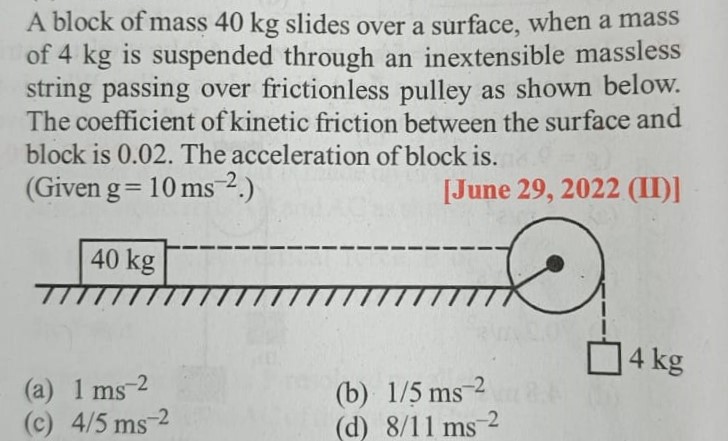 A block of mass 40 kg slides over a surface, when a mass
of 4 kg is suspended through an inextensible massless
string passing over frictionless pulley as shown below.
The coefficient of kinetic friction between the surface and
block is 0.02. The acceleration of block is.
(Given g = 10 ms⁻².) [June 29, 2022 (II)]
40 kg
4 kg
(a) 1 ms⁻² (b) 1/5 ms⁻²
(c) 4/5 ms⁻² (d) 8/11 ms⁻²